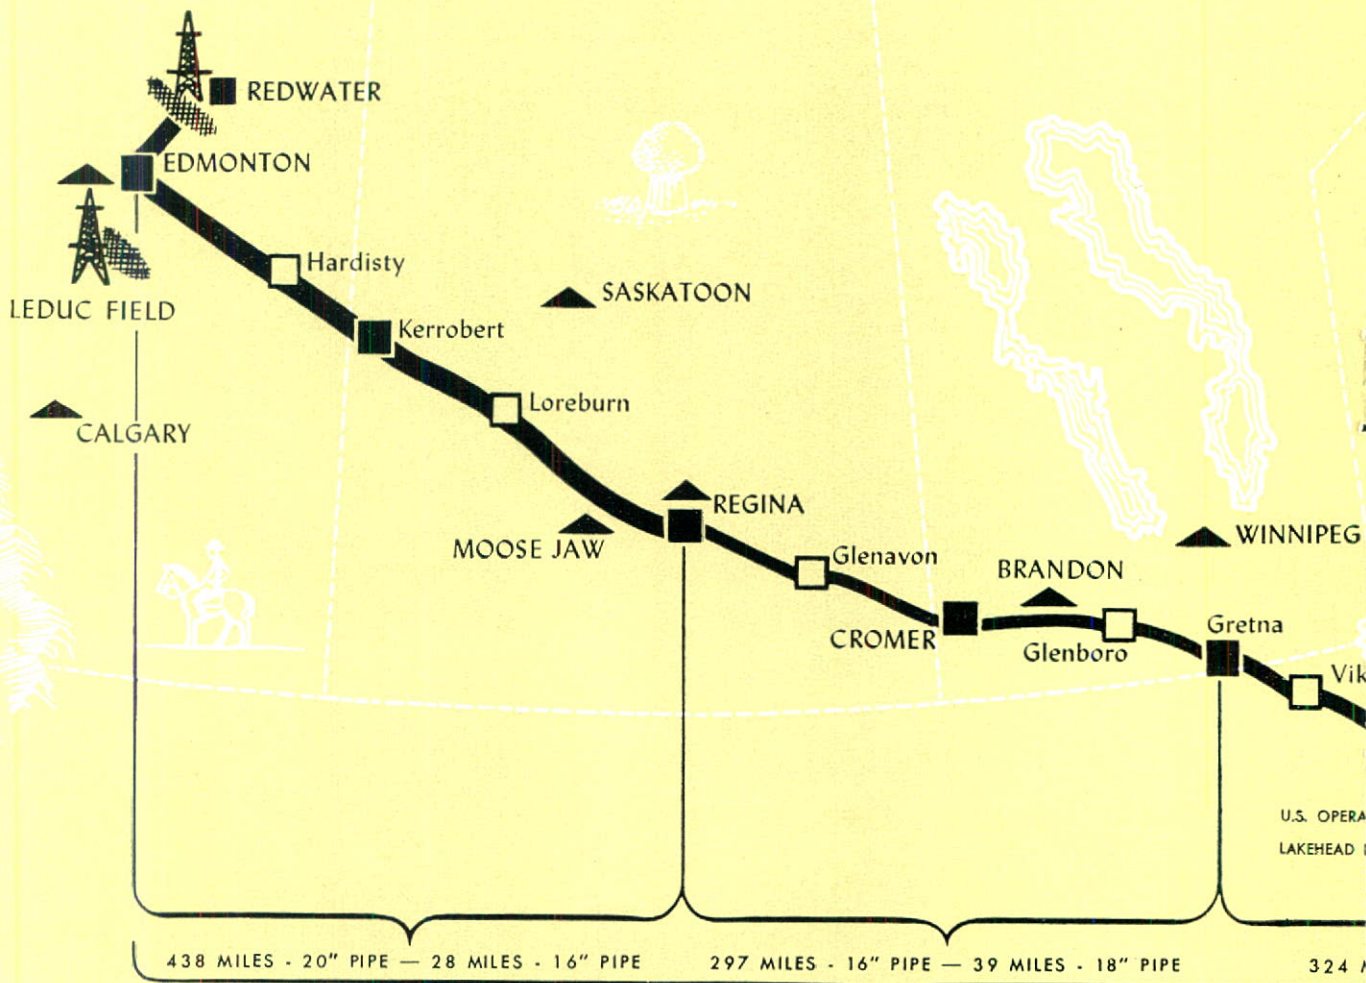 REDWATER
EDMONTON
Hardisty
LEDUC FIELD
SASKATOON
Kerrobert
Loreburn
CALGARY
REGINA
MOOSE JAW
WINNIPEG
Glenavon
BRANDON
CROMER
Gretna
Glenboro
Vik
U.S. OPERA
LAKEHEAD
438 MILES - 20" PIPE — 28 MILES - 16" PIPE
297 MILES - 16" PIPE — 39 MILES - 18" PIPE
324